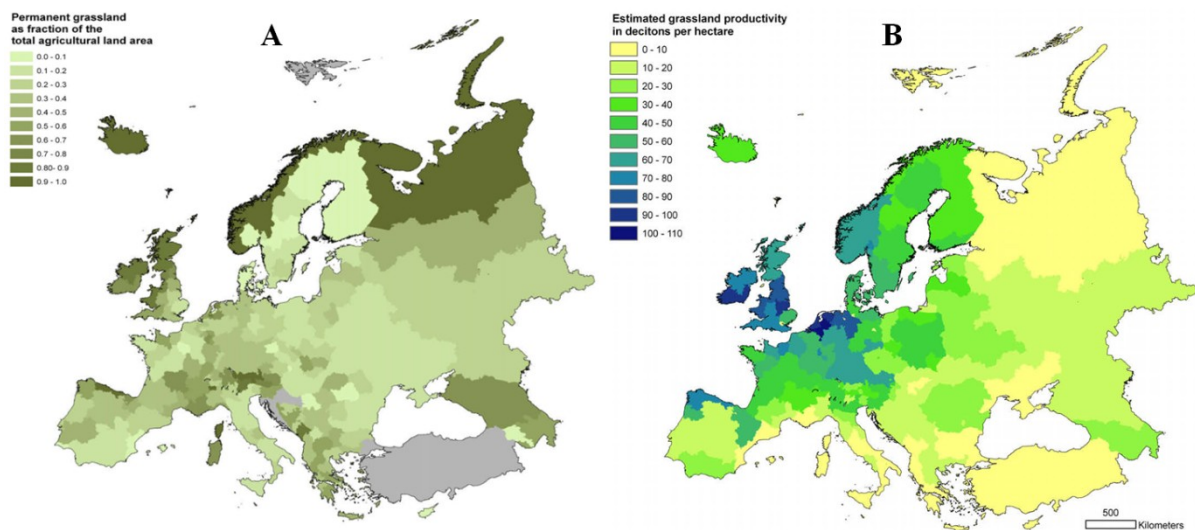 Permanent grassland
as fraction of the
total agricultural land area
0.0 - 0.1
0.1 - 0.2
0.2 - 0.3
0.3 - 0.4
0.4 - 0.5
0.5 - 0.6
0.6 - 0.7
0.7 - 0.8
0.80- 0.9
0.9 - 1.0
A
Estimated grassland productivity
in decitons per hectare
0 - 10
10 - 20
20 - 30
30 - 40
40 - 50
50 - 60
60 - 70
70 - 80
80 - 90
90 - 100
100 - 110
B
500
Kilometers